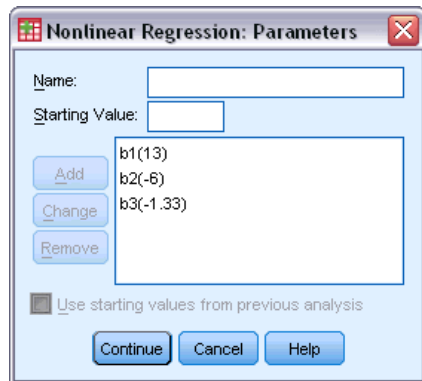 Nonlinear Regression: Parameters
Name:
Starting Value:
b1(13)
b2(-6)
b3(-1.33)
Add
Change
Remove
Use starting values from previous analysis
Continue Cancel Help